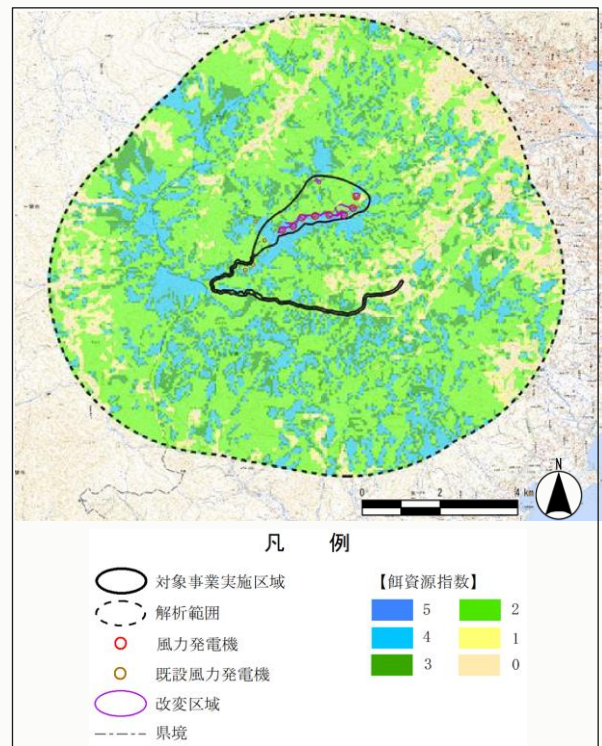 N
0 2 4 km
凡 例
対象事業実施区域
解析範囲
風力発電機
既設風力発電機
改変区域
県境
【餌資源指数】
5
4
3
2
1
0